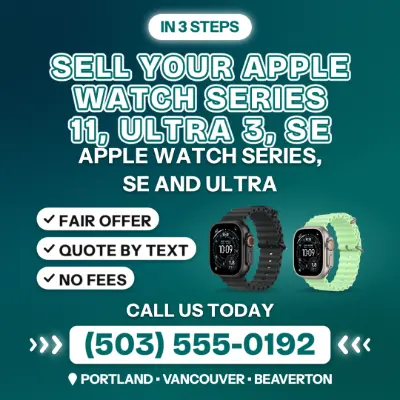 IN 3 STEPS
SELL YOUR APPLE
WATCH SERIES
11, ULTRA 3, SE
APPLE WATCH SERIES,
SE AND ULTRA
FAIR OFFER
QUOTE BY TEXT
NO FEES
CALL US TODAY
(503) 555-0192
PORTLAND • VANCOUVER • BEAVERTON